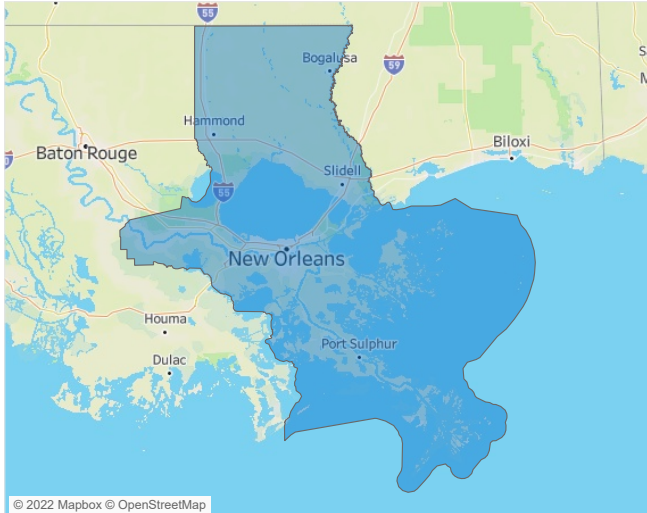 55
Bogalusa
59
S
M
Hammond
Biloxi
Baton Rouge
Slidell
55
New Orleans
Houma
Port Sulphur
Dulac
© 2022 Mapbox © OpenStreetMap